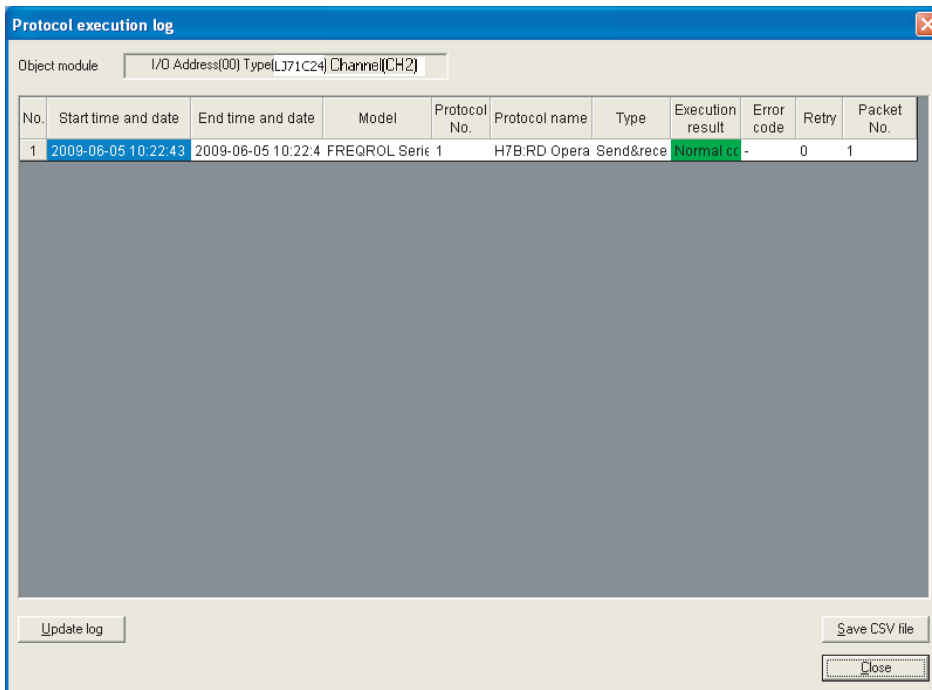 Protocol execution log
Object module I/O Address(00) Type(LJ71C24) Channel(CH2)
No. Start time and date End time and date Model Protocol No. Protocol name Type Execution result Error code Retry Packet No.
1 2009-06-05 10:22:43 2009-06-05 10:22:4 FREQROL Serie 1 H7B:RD Opera Send&rece Normal cc - 0 1
Update log Save CSV file
Close